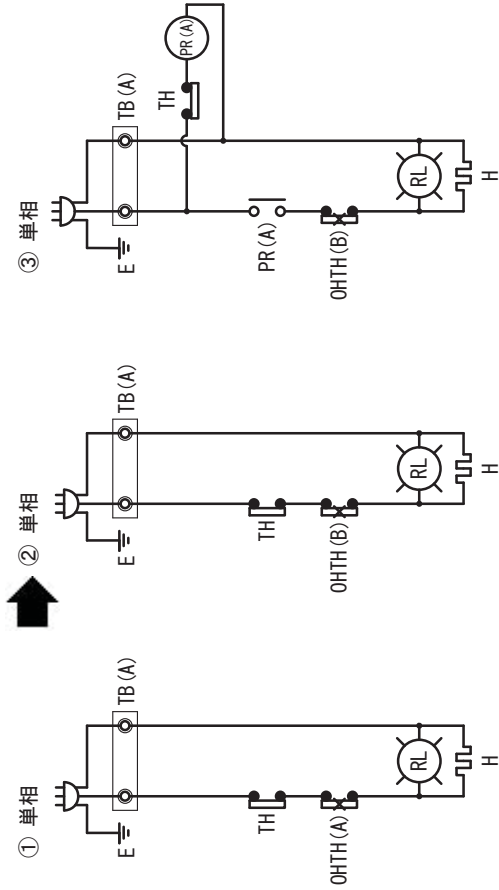 ① 単相
TB(A)
E
TH
OHTH(A)
RL
H
② 単相
TB(A)
E
TH
OHTH(B)
RL
H
③ 単相
TB(A)
E
TH
PR(A)
PR(A)
OHTH(B)
RL
H